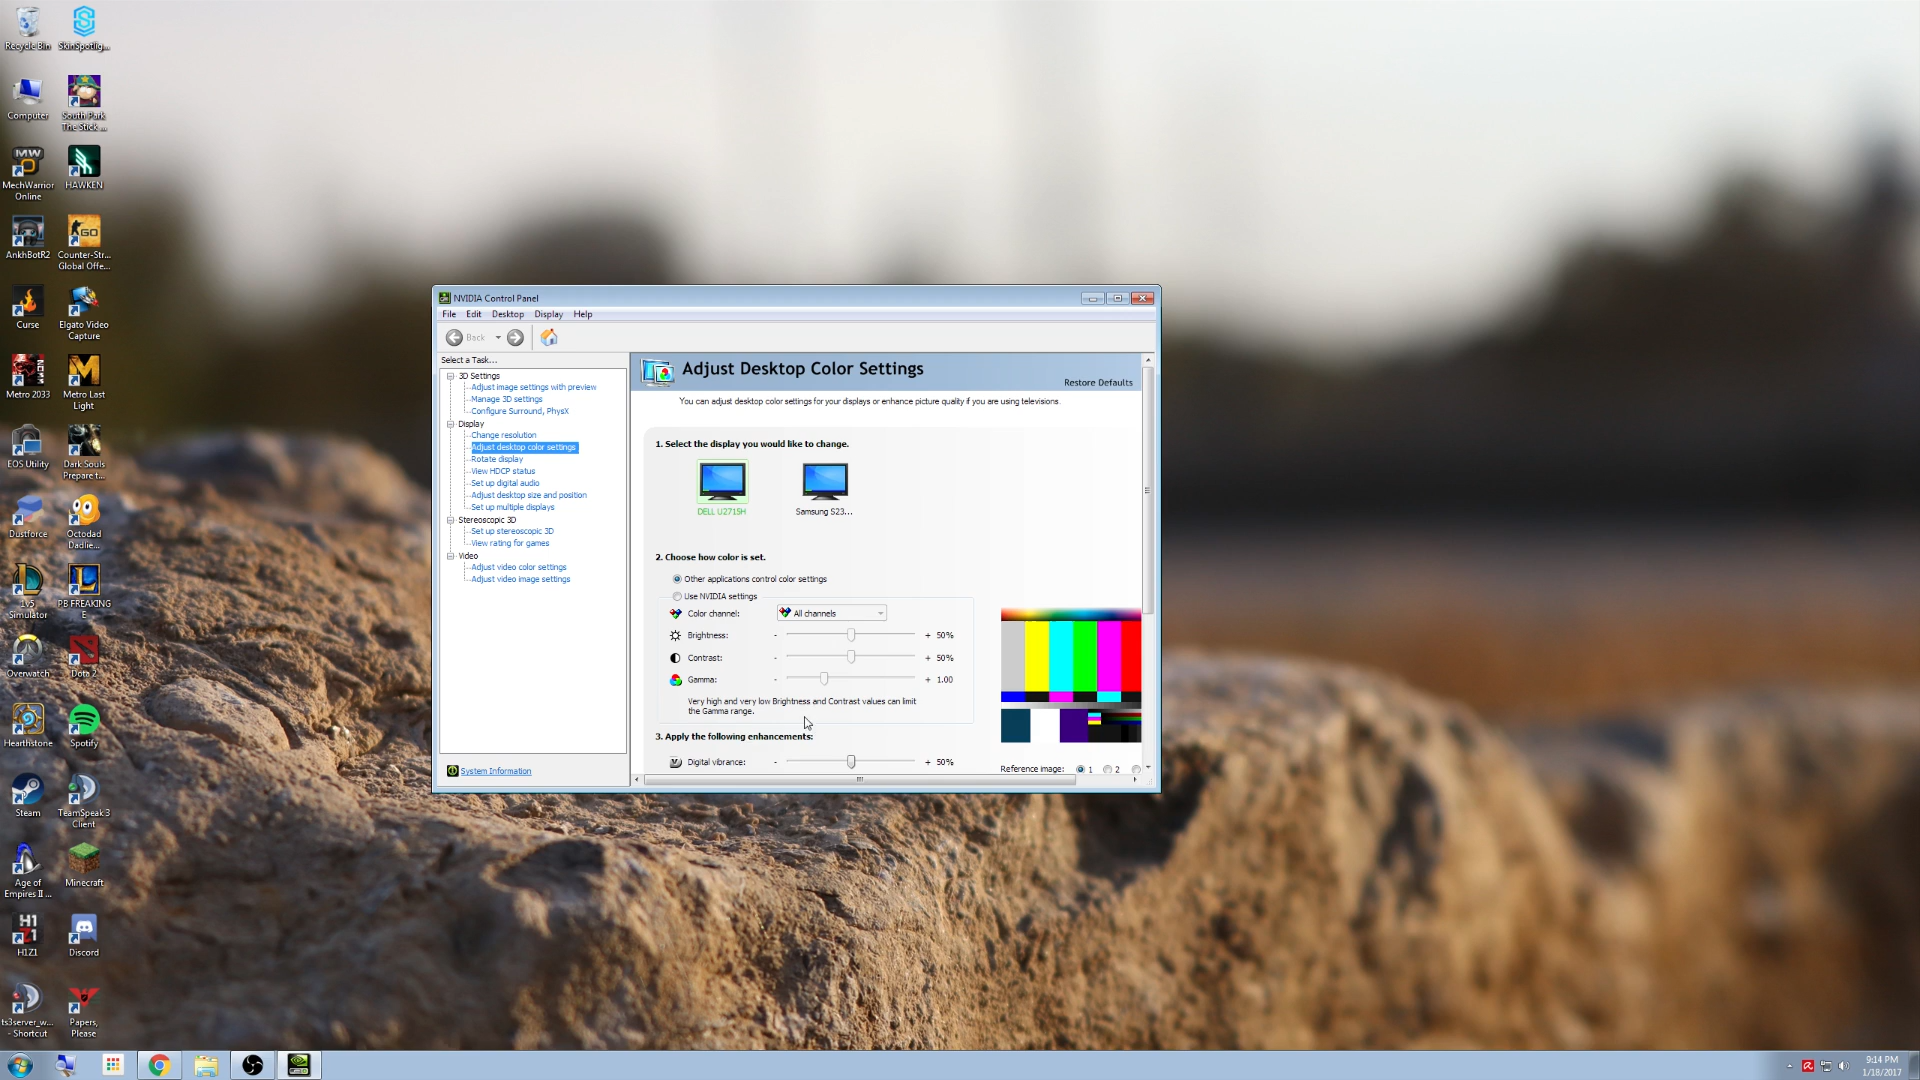 Recycle Bin
SkinSpotlig...
Computer
South Park
The Stick ...
MechWarrior
Online
HAWKEN
AnkhBotR2
Counter-Str...
Global Offe...
Curse
Elgato Video
Capture
Metro 2033
Metro Last
Light
EOS Utility
Dark Souls
Prepare t...
Dustforce
Octodad
Dadlie...
1v5
Simulator
PB FREAKING
E
Overwatch
Dota 2
Hearthstone
Spotify
Steam
TeamSpeak 3
Client
Age of
Empires II ...
Minecraft
H1Z1
Discord
ts3server_w...
- Shortcut
Papers,
Please
NVIDIA Control Panel
File Edit Desktop Display Help
Back
Select a Task...
3D Settings
Adjust image settings with preview
Manage 3D settings
Configure Surround, PhysX
Display
Change resolution
Adjust desktop color settings
Rotate display
View HDCP status
Set up digital audio
Adjust desktop size and position
Set up multiple displays
Stereoscopic 3D
Set up stereoscopic 3D
View rating for games
Video
Adjust video color settings
Adjust video image settings
System Information
Adjust Desktop Color Settings
Restore Defaults
You can adjust desktop color settings for your displays or enhance picture quality if you are using televisions.
1. Select the display you would like to change.
DELL U2715H
Samsung S23...
2. Choose how color is set.
Other applications control color settings
Use NVIDIA settings
Color channel: All channels
Brightness: - + 50%
Contrast: - + 50%
Gamma: - + 1.00
Very high and very low Brightness and Contrast values can limit
the Gamma range.
3. Apply the following enhancements:
Digital vibrance: - + 50%
Reference image: 1 2
9:14 PM
1/18/2017